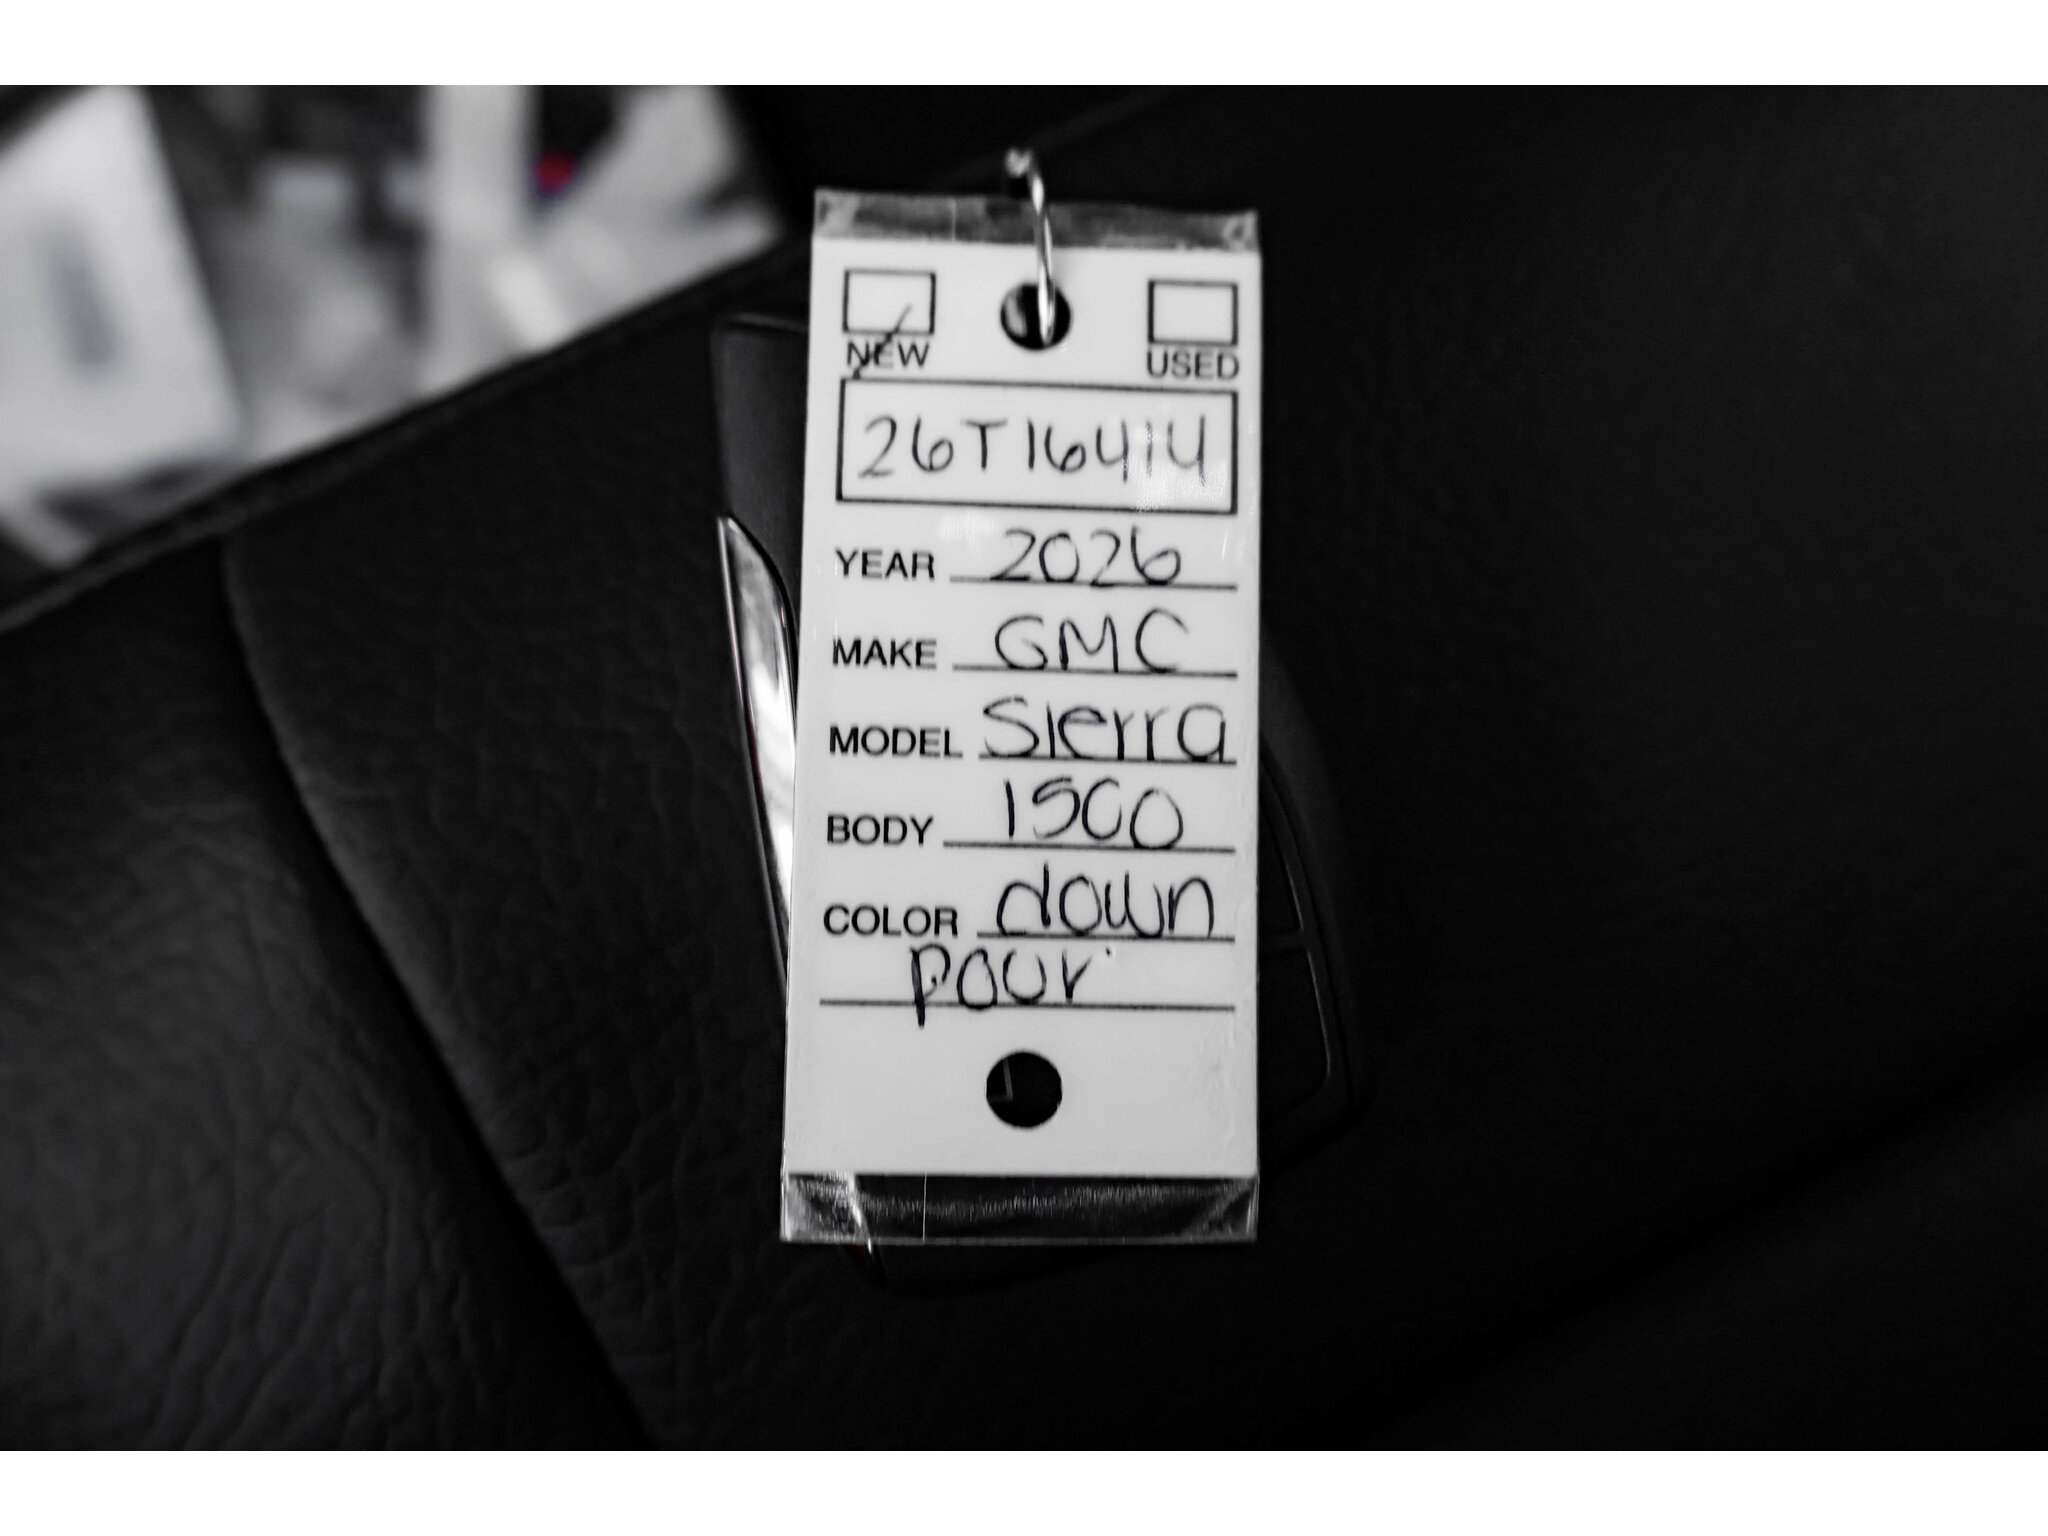 NEW USED
26T16414
YEAR 2026
MAKE GMC
MODEL Sierra
BODY 1500
COLOR down
pour